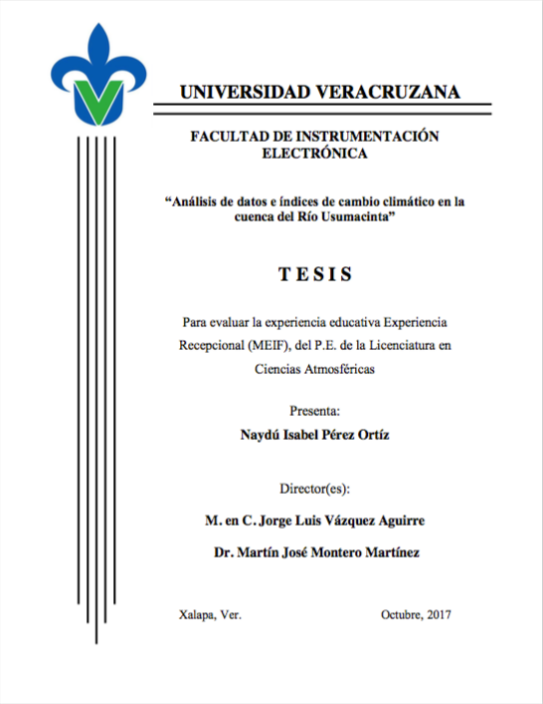 UNIVERSIDAD VERACRUZANA
FACULTAD DE INSTRUMENTACIÓN
ELECTRÓNICA
“Análisis de datos e índices de cambio climático en la
cuenca del Río Usumacinta”
T E S I S
Para evaluar la experiencia educativa Experiencia
Recepcional (MEIF), del P.E. de la Licenciatura en
Ciencias Atmosféricas
Presenta:
Naydú Isabel Pérez Ortíz
Director(es):
M. en C. Jorge Luis Vázquez Aguirre
Dr. Martín José Montero Martínez
Xalapa, Ver. Octubre, 2017